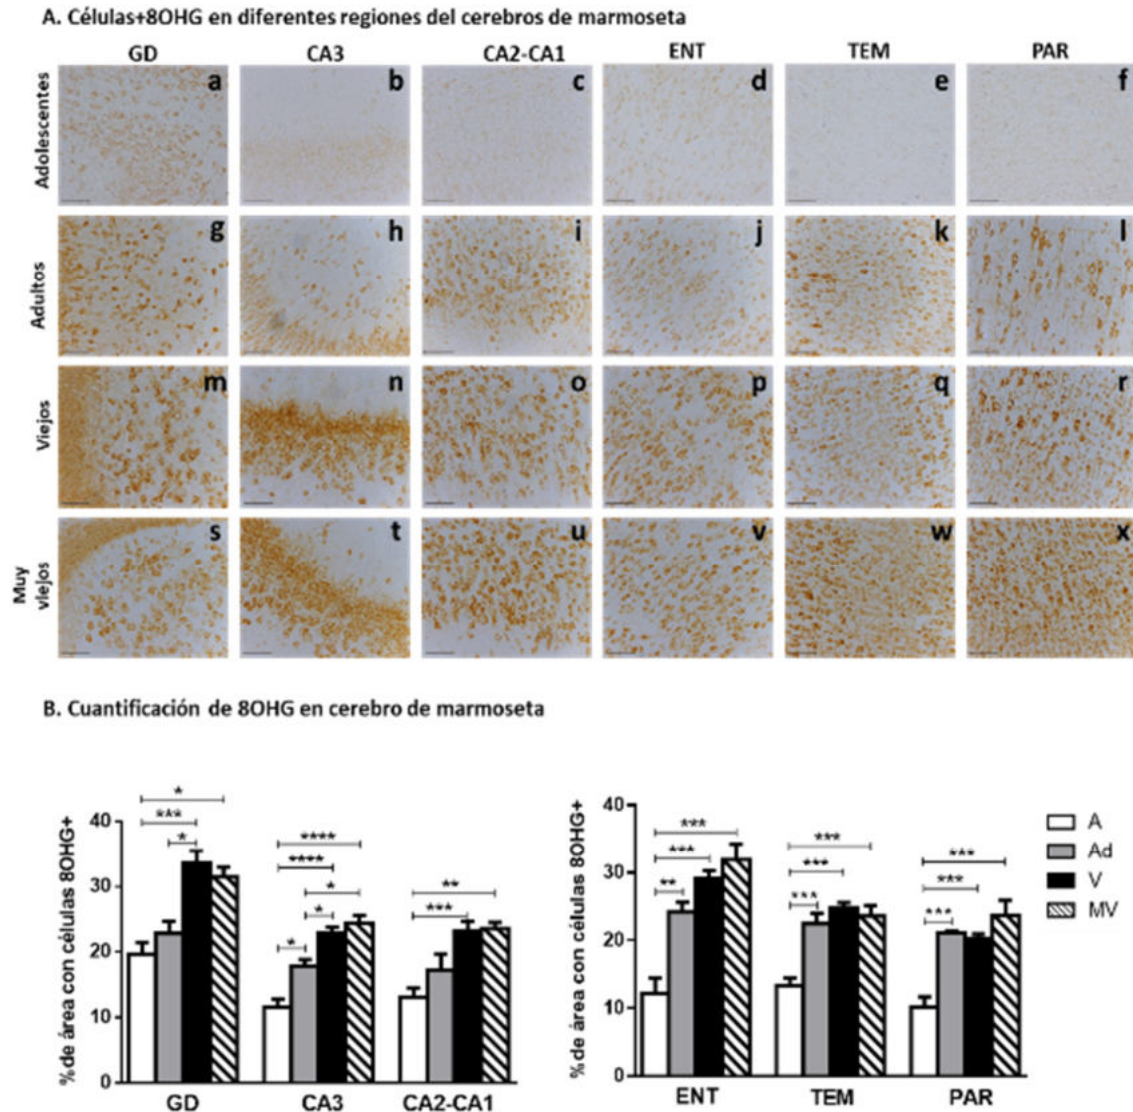 A. Células+8OHG en diferentes regiones del cerebros de marmoseta
GD CA3 CA2-CA1 ENT TEM PAR
Adolescentes
a b c d e f
Adultos
g h i j k l
Viejos
m n o p q r
Muy viejos
s t u v w x
B. Cuantificación de 8OHG en cerebro de marmoseta
% de área con células 8OHG+
40
30
20
10
0
*
***
*
****
****
*
*
*
**
***
GD CA3 CA2-CA1
% de área con células 8OHG+
40
30
20
10
0
***
***
**
***
***
***
***
***
***
ENT TEM PAR
A
Ad
V
MV